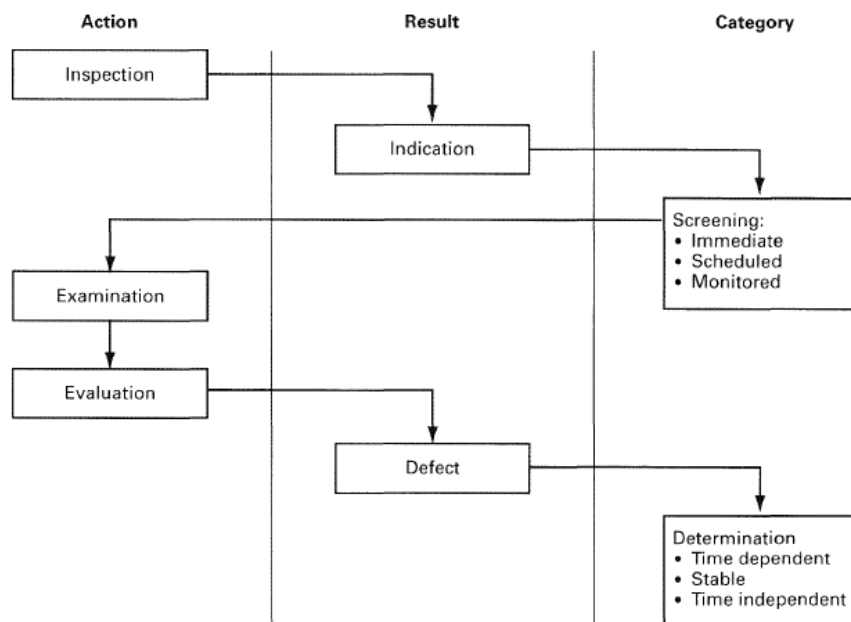 Action
Result
Category
Inspection
Indication
Screening:
• Immediate
• Scheduled
• Monitored
Examination
Evaluation
Defect
Determination
• Time dependent
• Stable
• Time independent